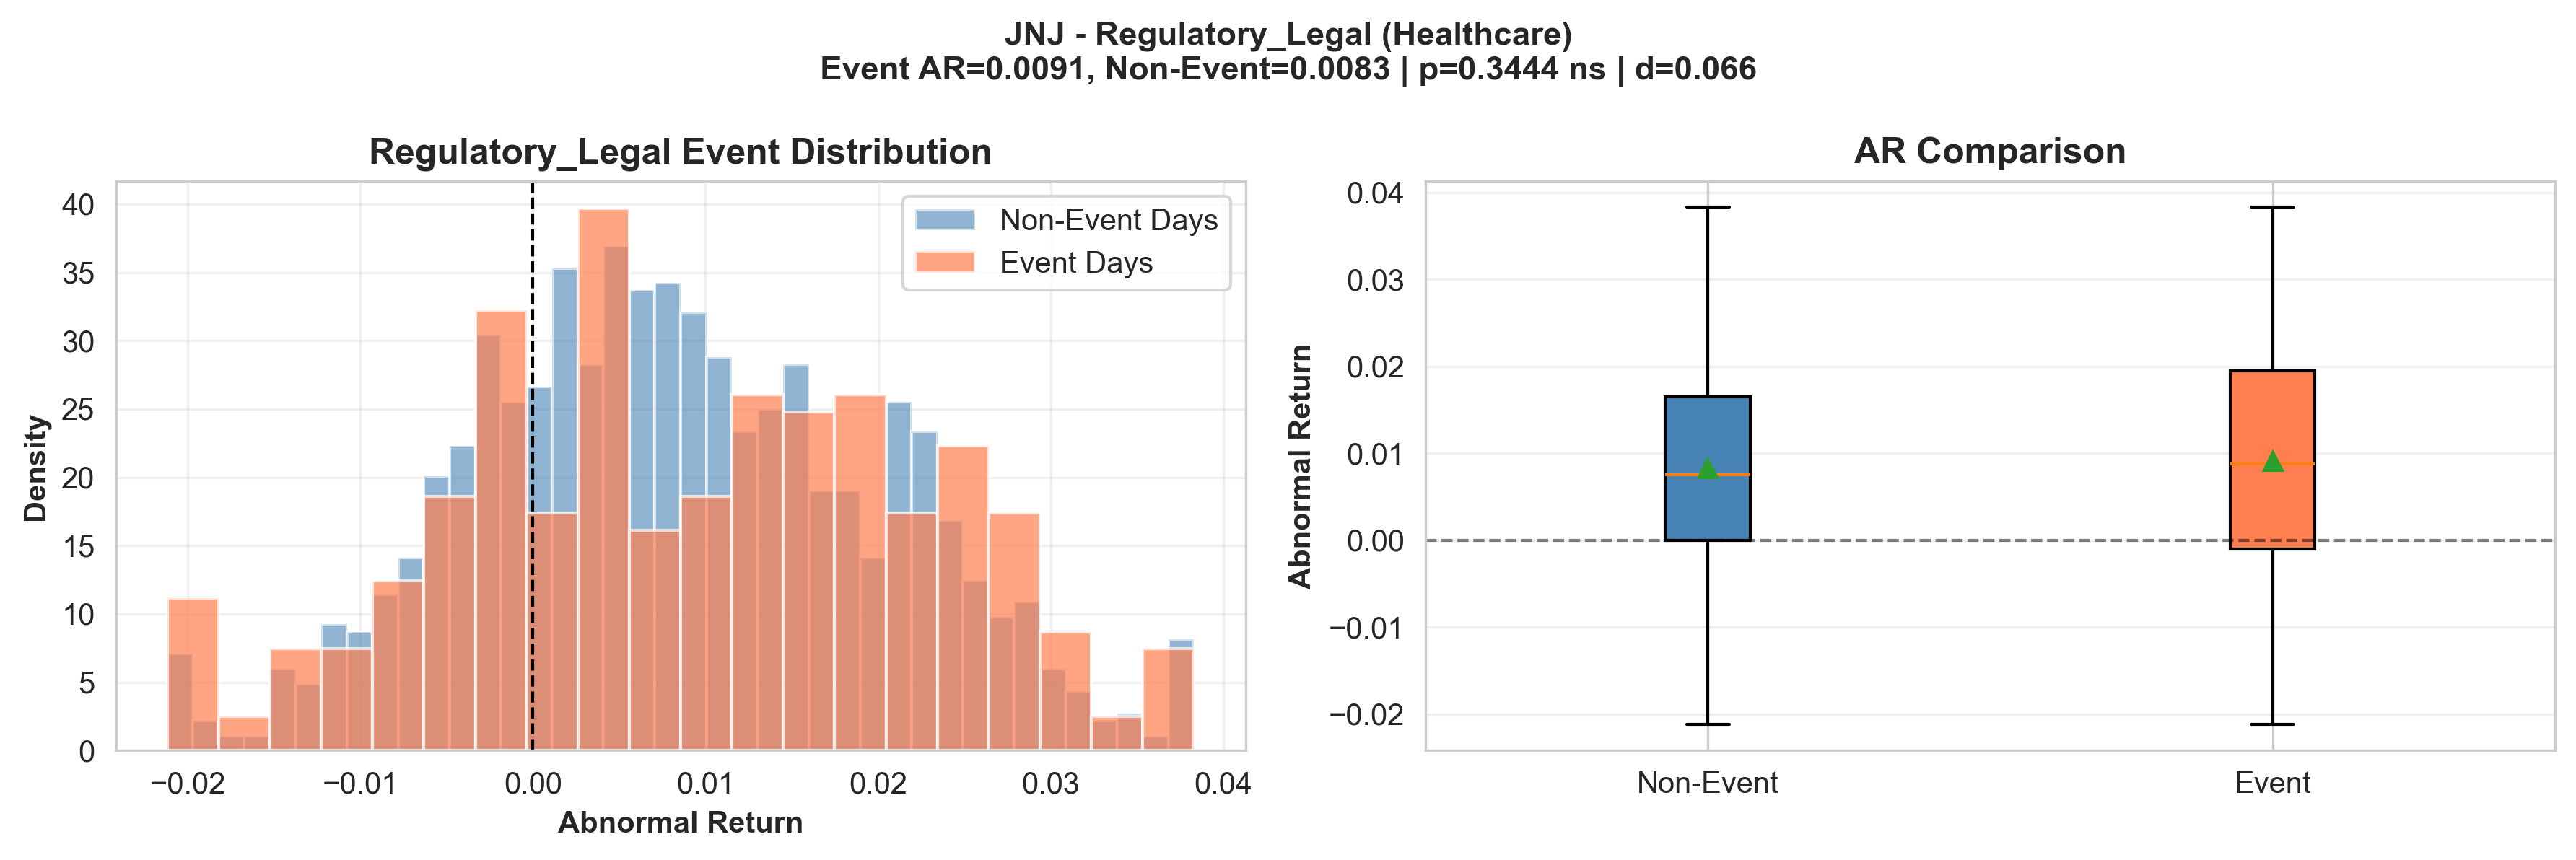 JNJ - Regulatory_Legal (Healthcare)
Event AR=0.0091, Non-Event=0.0083 | p=0.3444 ns | d=0.066
Regulatory_Legal Event Distribution
Density
40
35
30
25
20
15
10
5
0
Non-Event Days
Event Days
−0.02
−0.01
0.00
0.01
0.02
0.03
0.04
Abnormal Return
AR Comparison
Abnormal Return
0.04
0.03
0.02
0.01
0.00
−0.01
−0.02
Non-Event
Event